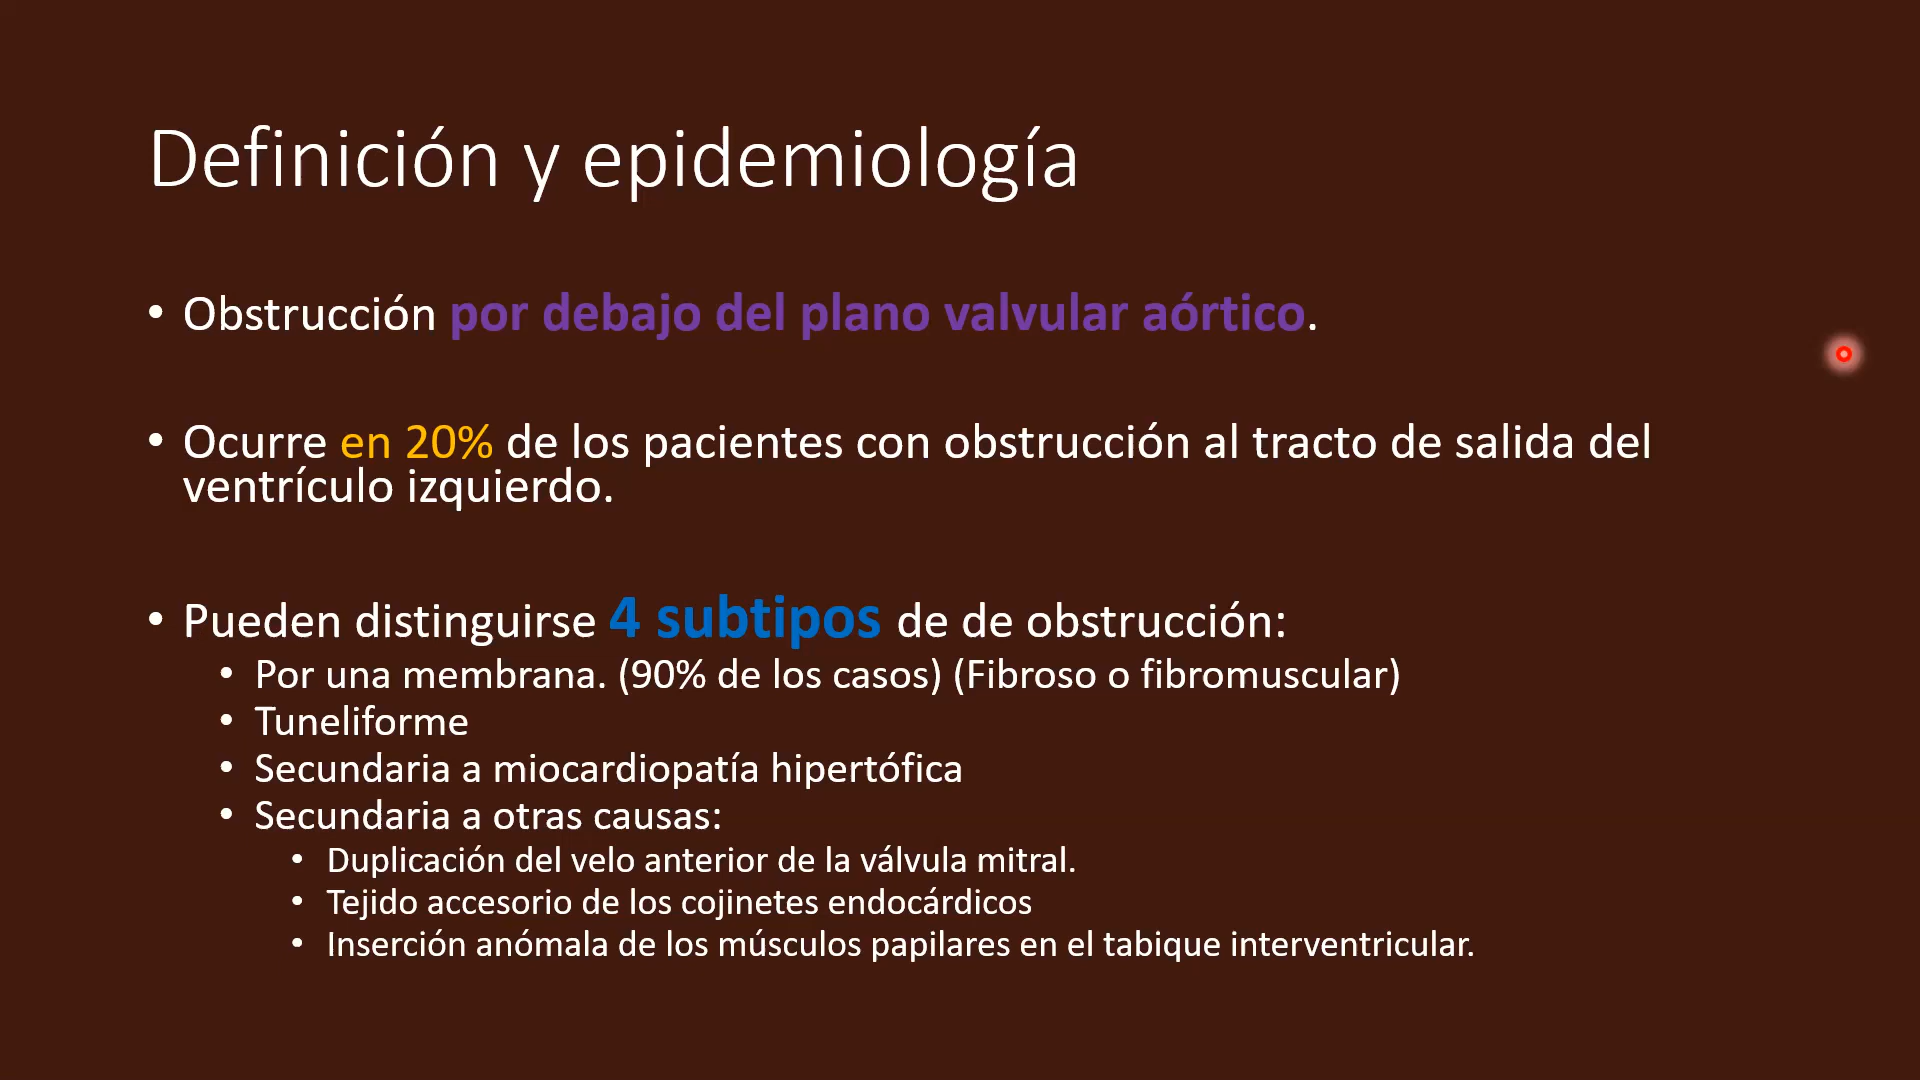 Definición y epidemiología
• Obstrucción por debajo del plano valvular aórtico.
• Ocurre en 20% de los pacientes con obstrucción al tracto de salida del
ventrículo izquierdo.
• Pueden distinguirse 4 subtipos de de obstrucción:
• Por una membrana. (90% de los casos) (Fibroso o fibromuscular)
• Tuneliforme
• Secundaria a miocardiopatía hipertófica
• Secundaria a otras causas:
• Duplicación del velo anterior de la válvula mitral.
• Tejido accesorio de los cojinetes endocárdicos
• Inserción anómala de los músculos papilares en el tabique interventricular.